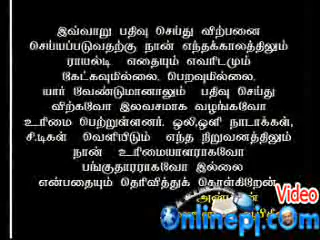 இவ்வாறு பதிவு செய்து விற்பனை
செய்யப்படுவதற்கு நான் எந்தக்காலத்திலும்
ராயல்டி எதையும் எவரிடமும்
கேட்கவுமில்லை. பெறவுமில்லை.
யார் வேண்டுமானாலும் பதிவு செய்து
விற்கவோ இலவசமாக வழங்கவோ
உரிமை பெற்றுள்ளனர். ஒலி,ஒளி நாடாக்கள்,
சி.டிகள் வெளியிடும் எந்த நிறுவனத்திலும்
நான் உரிமையாளராகவோ
பங்குதாரராகவோ இல்லை
என்பதையும் தெரிவித்துக் கொள்கிறேன்.
Video
Onlinepj.com